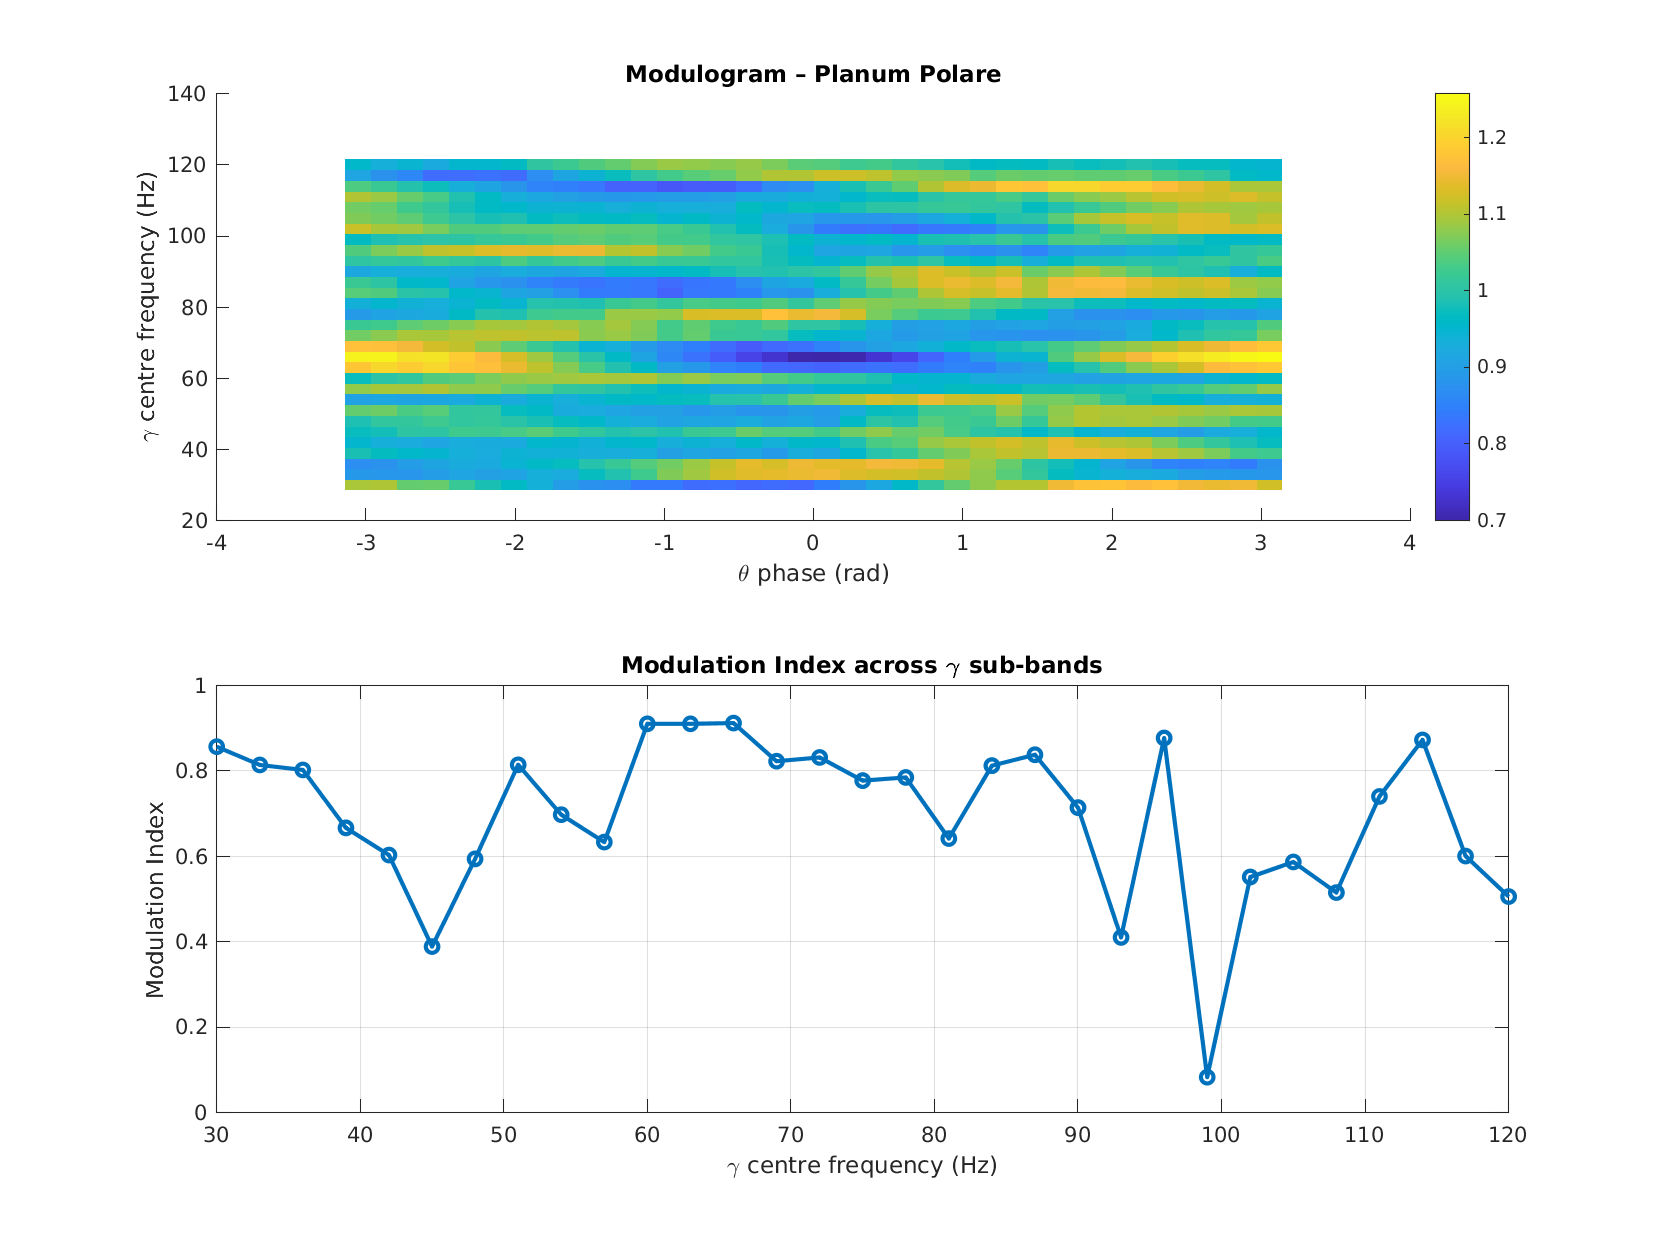 Modulogram – Planum Polare
140
120
100
80
60
40
20
γ centre frequency (Hz)
-4 -3 -2 -1 0 1 2 3 4
θ phase (rad)
1.2
1.1
1
0.9
0.8
0.7
Modulation Index across γ sub-bands
1
0.8
0.6
0.4
0.2
0
Modulation Index
30 40 50 60 70 80 90 100 110 120
γ centre frequency (Hz)